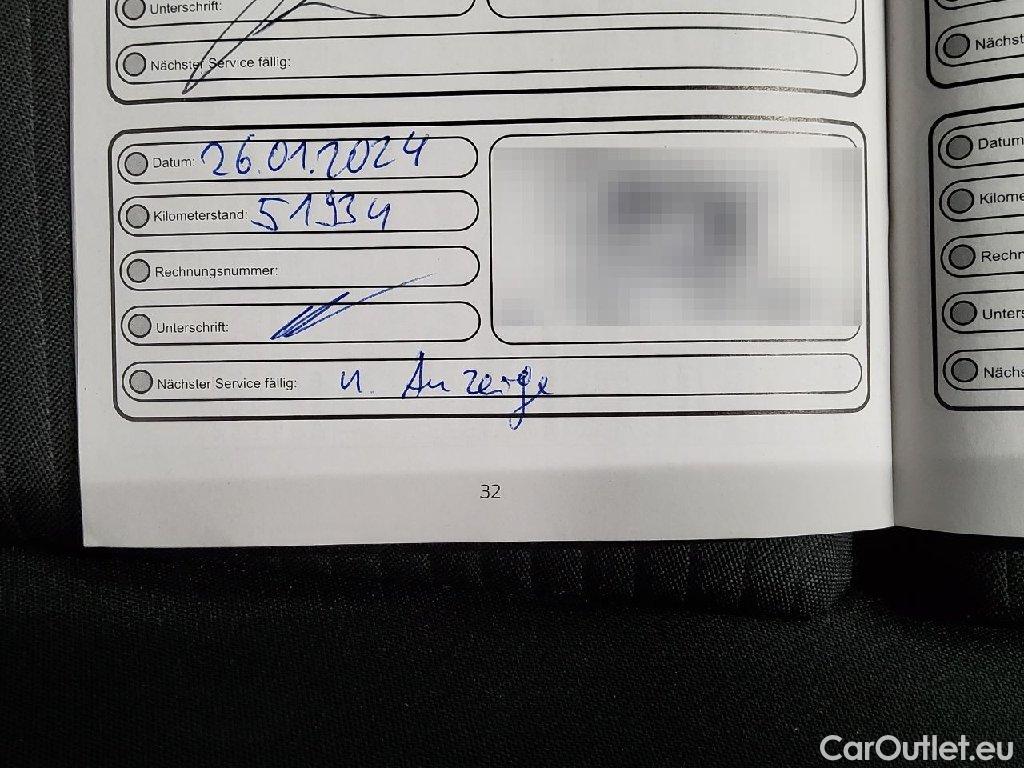 Unterschrift:
Nächster Service fällig:
Datum: 26.01.2024
Kilometerstand: 51934
Rechnungsnummer:
Unterschrift:
Nächster Service fällig: n. Anzeige
32
Nächst
Datum
Kilome
Rechn
Unters
Nächs
CarOutlet.eu